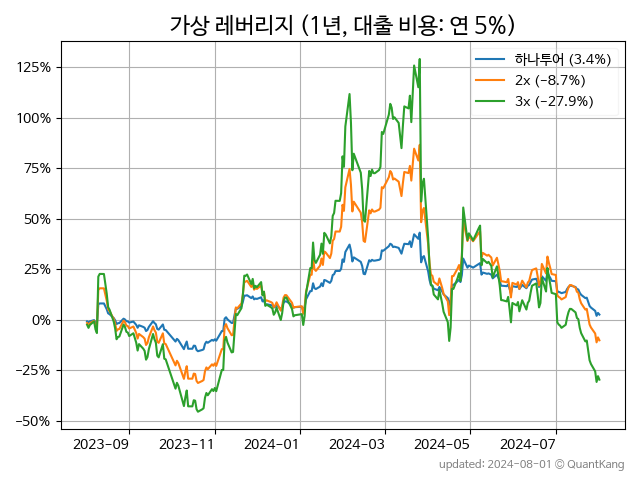 가상 레버리지 (1년, 대출 비용: 연 5%)
하나투어 (3.4%)
2x (−8.7%)
3x (−27.9%)
125%
100%
75%
50%
25%
0%
−25%
−50%
2023-09
2023-11
2024-01
2024-03
2024-05
2024-07
updated: 2024-08-01 © QuantKang